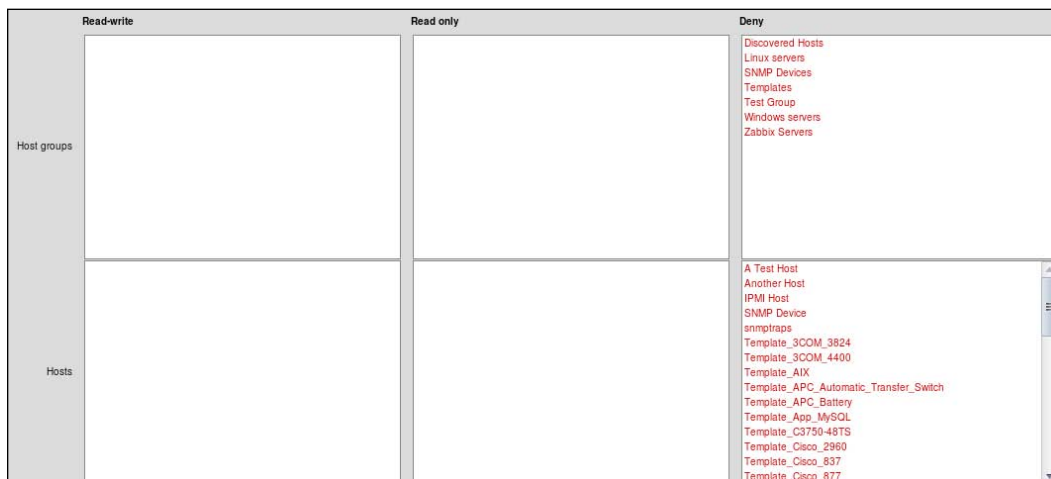 Read-write Read only Deny
Host groups
Discovered Hosts
Linux servers
SNMP Devices
Templates
Test Group
Windows servers
Zabbix Servers
Hosts
A Test Host
Another Host
IPMI Host
SNMP Device
snmptraps
Template_3COM_3824
Template_3COM_4400
Template_AIX
Template_APC_Automatic_Transfer_Switch
Template_APC_Battery
Template_App_MySQL
Template_C3750-48TS
Template_Cisco_2960
Template_Cisco_837
Template_Cisco_877